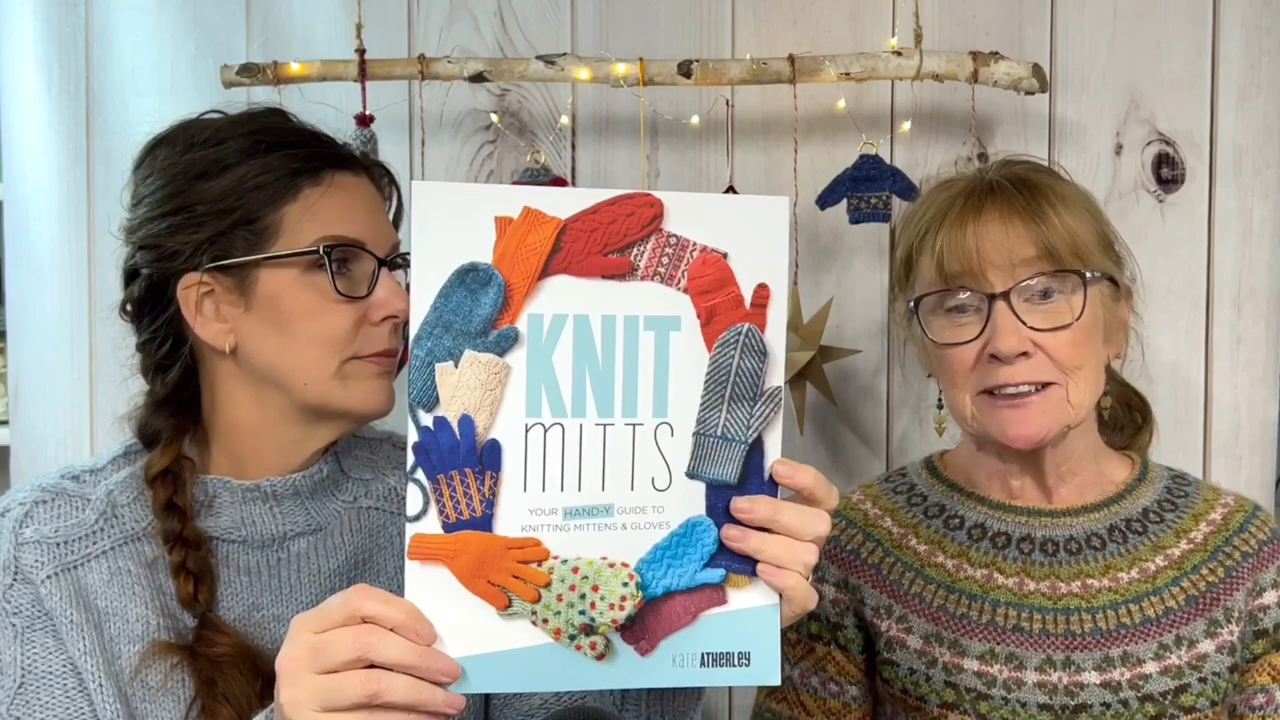 KNIT
MITTS
YOUR HAND-Y GUIDE TO
KNITTING MITTENS & GLOVES
KATE ATHERLEY